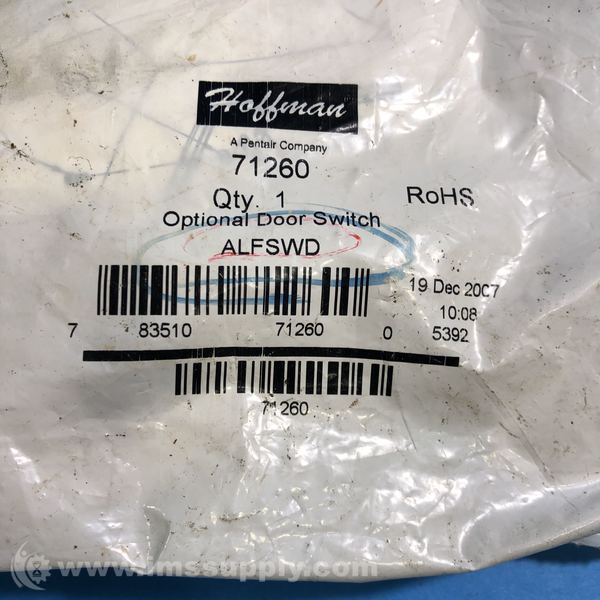 Hoffman
A Pentair Company
71260
Qty. 1 RoHS
Optional Door Switch
ALFSWD
19 Dec 2007
10:08
7 83510 71260 0 5392
71260
www.imssupply.com